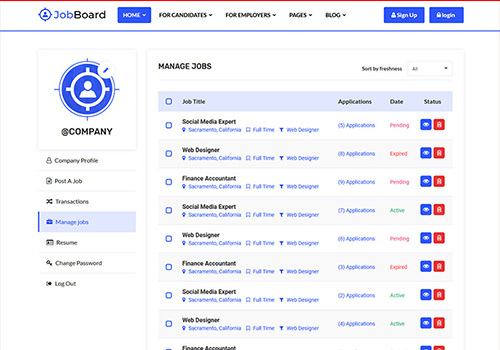 JobBoard
HOME FOR CANDIDATES FOR EMPLOYERS PAGES BLOG Sign Up login
@COMPANY
Company Profile
Post A Job
Transactions
Manage Jobs
Resume
Change Password
Log Out
MANAGE JOBS
Sort by freshness All
Job Title Applications Date Status
Social Media Expert
Sacramento, California Full Time Web Designer (5) Applications Pending
Web Designer
Sacramento, California Full Time Web Designer (8) Applications Expired
Finance Accountant
Sacramento, California Full Time Web Designer (9) Applications Pending
Social Media Expert
Sacramento, California Full Time Web Designer (7) Applications Active
Web Designer
Sacramento, California Full Time Web Designer (6) Applications Pending
Finance Accountant
Sacramento, California Full Time Web Designer (3) Applications Expired
Social Media Expert
Sacramento, California Full Time Web Designer (2) Applications Active
Web Designer
Sacramento, California Full Time Web Designer (4) Applications Active
Finance Accountant